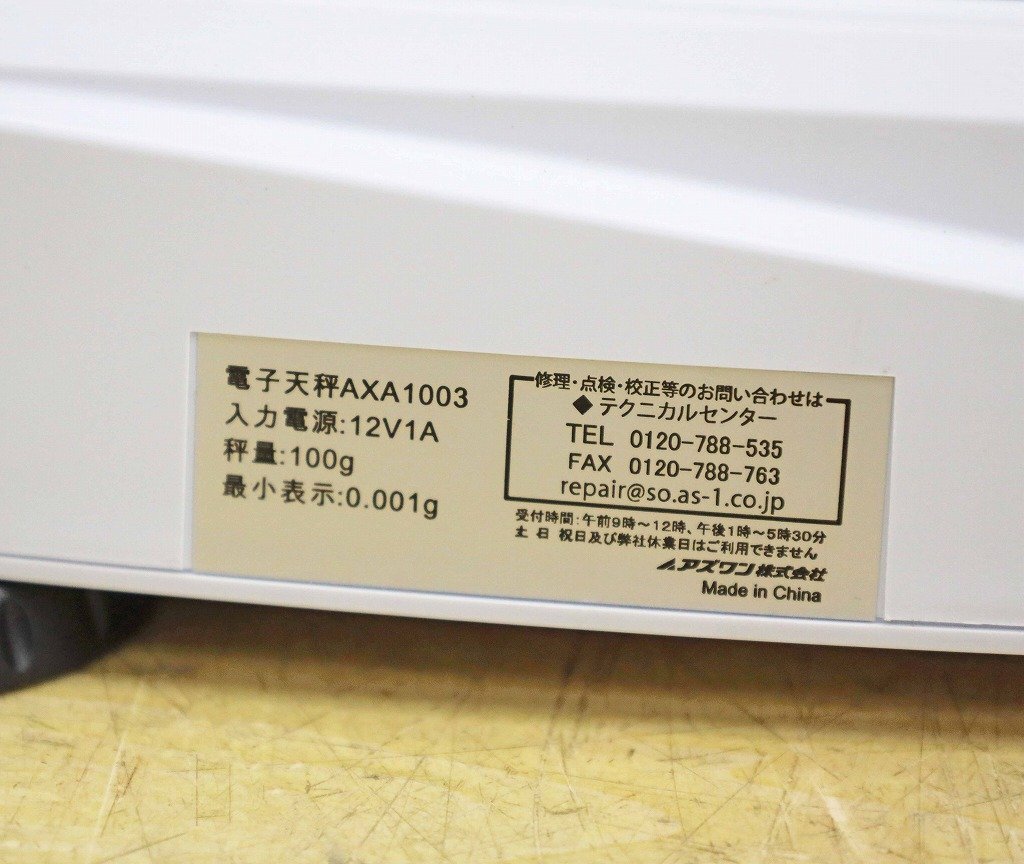 電子天秤AXA1003
入力電源:12V1A
秤量:100g
最小表示:0.001g
修理・点検・校正等のお問い合わせは
◆ テクニカルセンター
TEL 0120-788-535
FAX 0120-788-763
repair@so.as-1.co.jp
受付時間:午前9時～12時、午後1時～5時30分
土 日 祝日及び弊社休業日はご利用できません
アズワン株式会社
Made in China